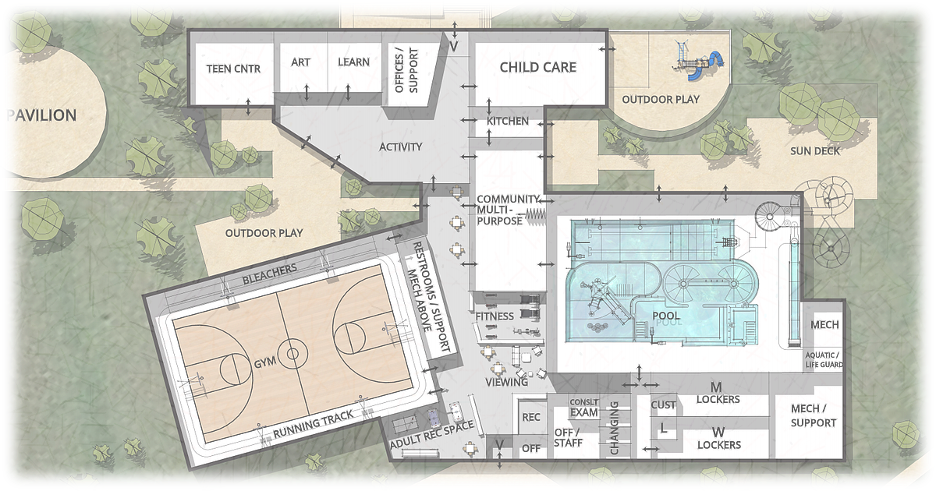 V
TEEN CNTR
ART
LEARN
OFFICES /
SUPPORT
CHILD CARE
OUTDOOR PLAY
PAVILION
KITCHEN
ACTIVITY
SUN DECK
COMMUNITY
MULTI-
PURPOSE
OUTDOOR PLAY
BLEACHERS
RESTROOMS / SUPPORT
MECH ABOVE
FITNESS
POOL
POOL
MECH
AQUATIC /
LIFE GUARD
GYM
VIEWING
RUNNING TRACK
ADULT REC SPACE
REC
CONSLT
EXAM
OFF /
STAFF
CHANGING
CUST
M
LOCKERS
L
W
LOCKERS
MECH /
SUPPORT
V
OFF